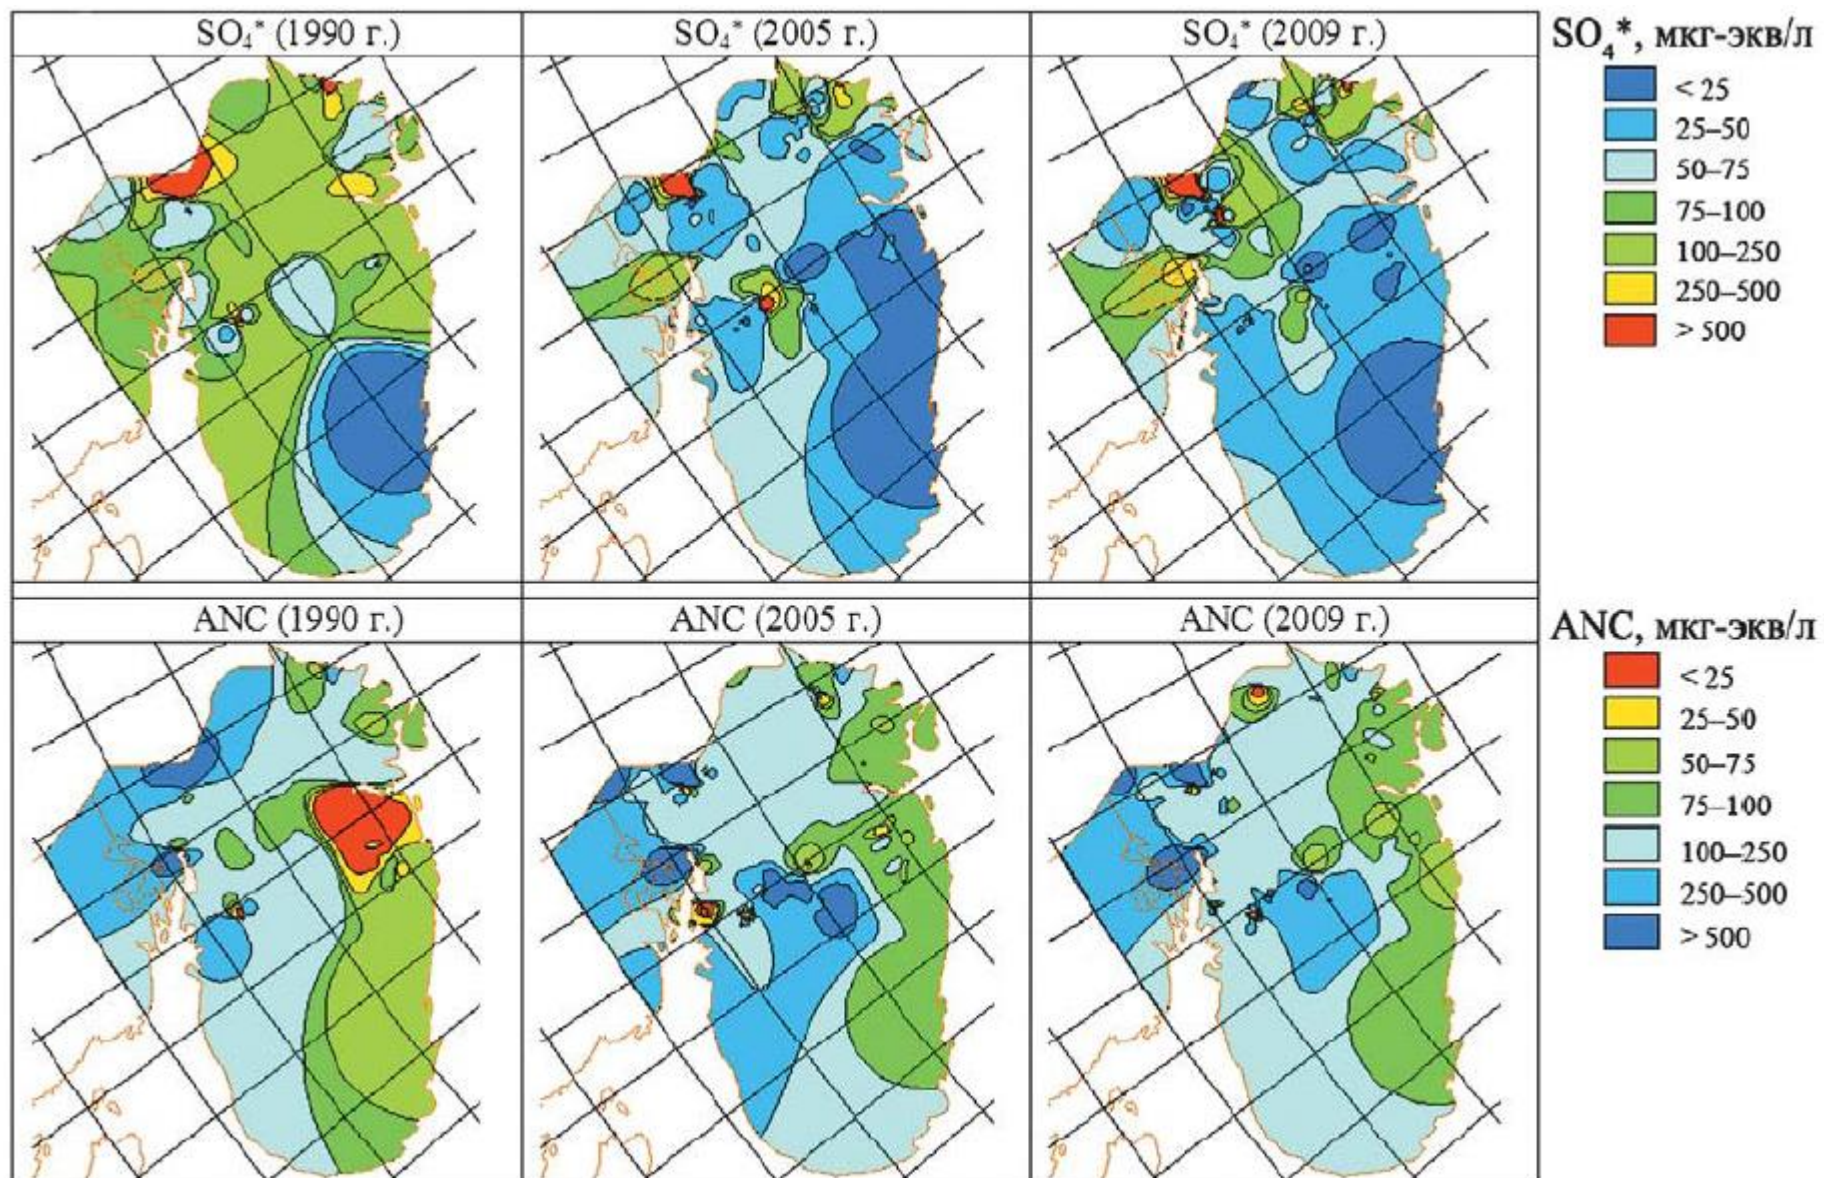 SO₄* (1990 г.)
SO₄* (2005 г.)
SO₄* (2009 г.)
SO₄*, мкг-экв/л
< 25
25–50
50–75
75–100
100–250
250–500
> 500
ANC (1990 г.)
ANC (2005 г.)
ANC (2009 г.)
ANC, мкг-экв/л
< 25
25–50
50–75
75–100
100–250
250–500
> 500